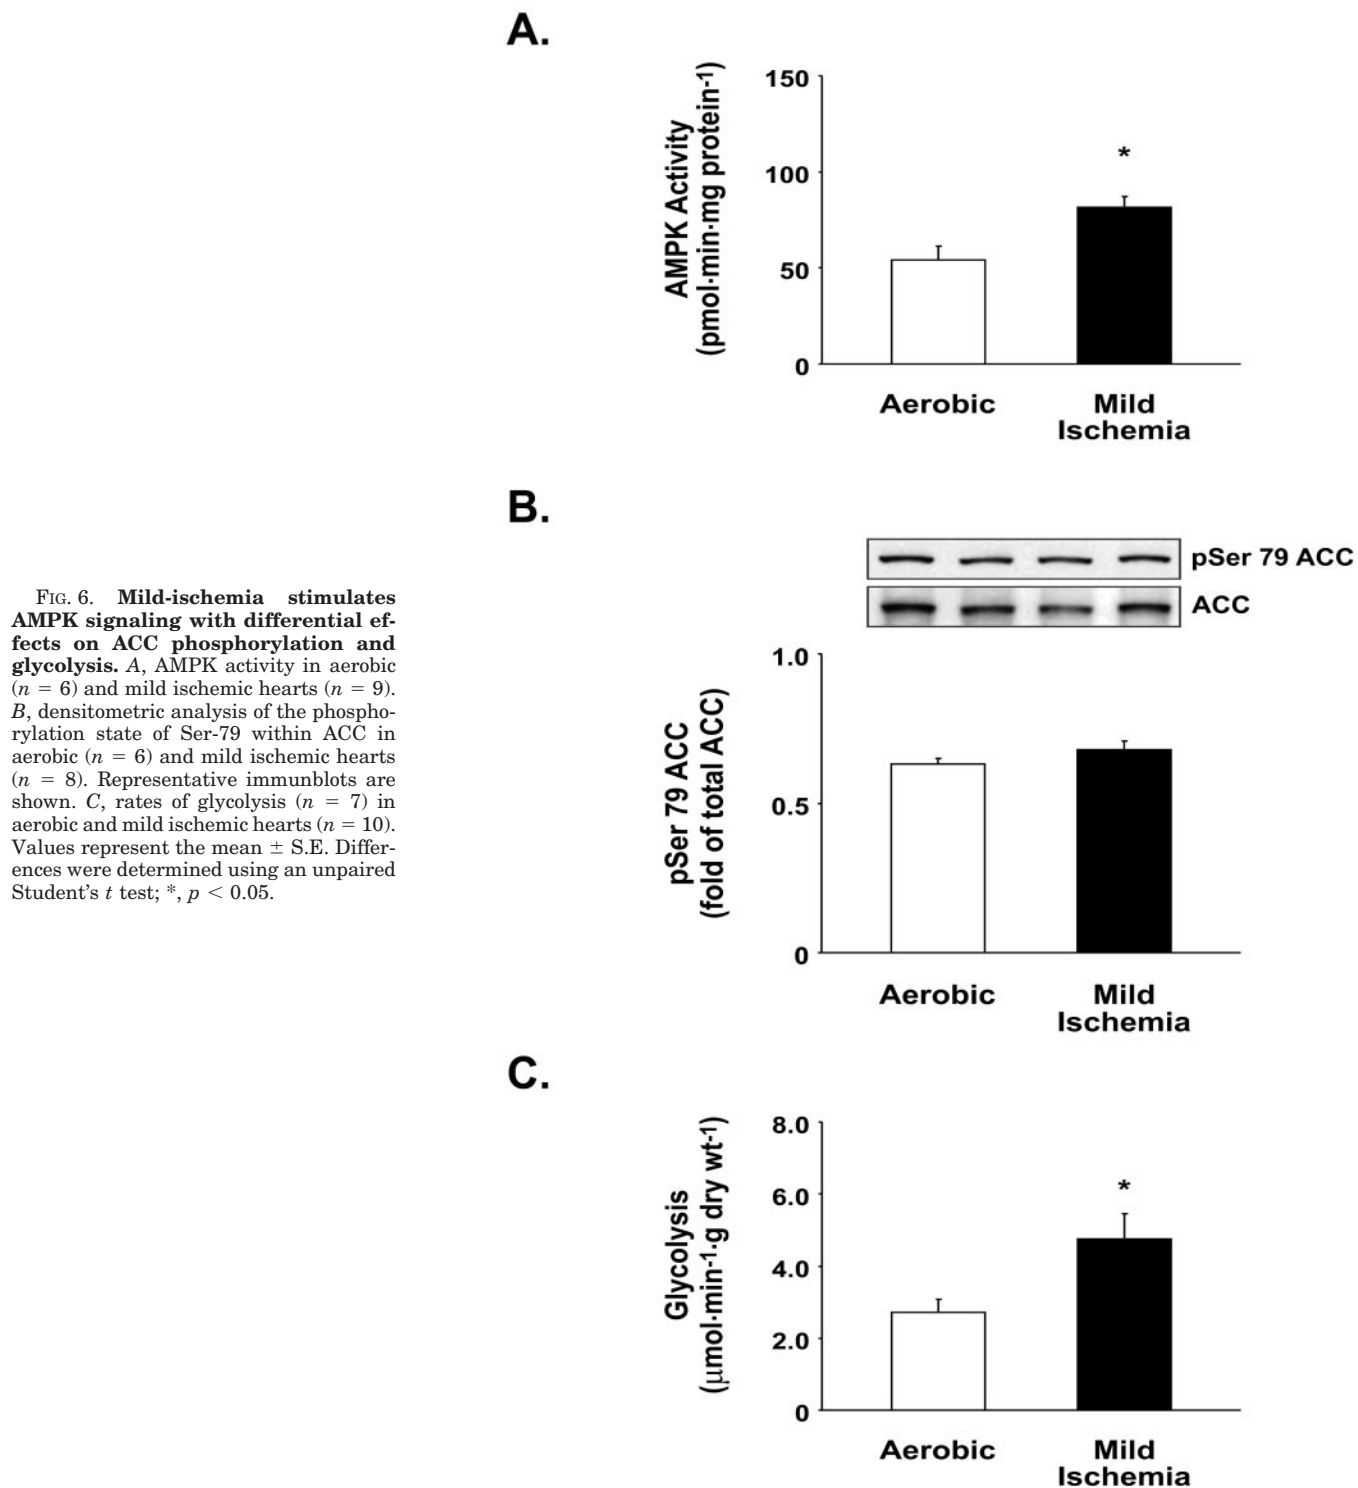 A.
AMPK Activity
(pmol·min·mg protein-1)
150
100
50
0
*
Aerobic
Mild
Ischemia
B.
pSer 79 ACC
ACC
pSer 79 ACC
(fold of total ACC)
1.0
0.5
0
Aerobic
Mild
Ischemia
FIG. 6. Mild-ischemia stimulates
AMPK signaling with differential ef-
fects on ACC phosphorylation and
glycolysis. A, AMPK activity in aerobic
(n = 6) and mild ischemic hearts (n = 9).
B, densitometric analysis of the phospho-
rylation state of Ser-79 within ACC in
aerobic (n = 6) and mild ischemic hearts
(n = 8). Representative immunblots are
shown. C, rates of glycolysis (n = 7) in
aerobic and mild ischemic hearts (n = 10).
Values represent the mean ± S.E. Differ-
ences were determined using an unpaired
Student's t test; *, p < 0.05.
C.
Glycolysis
(μmol·min-1·g dry wt-1)
8.0
6.0
4.0
2.0
0
*
Aerobic
Mild
Ischemia